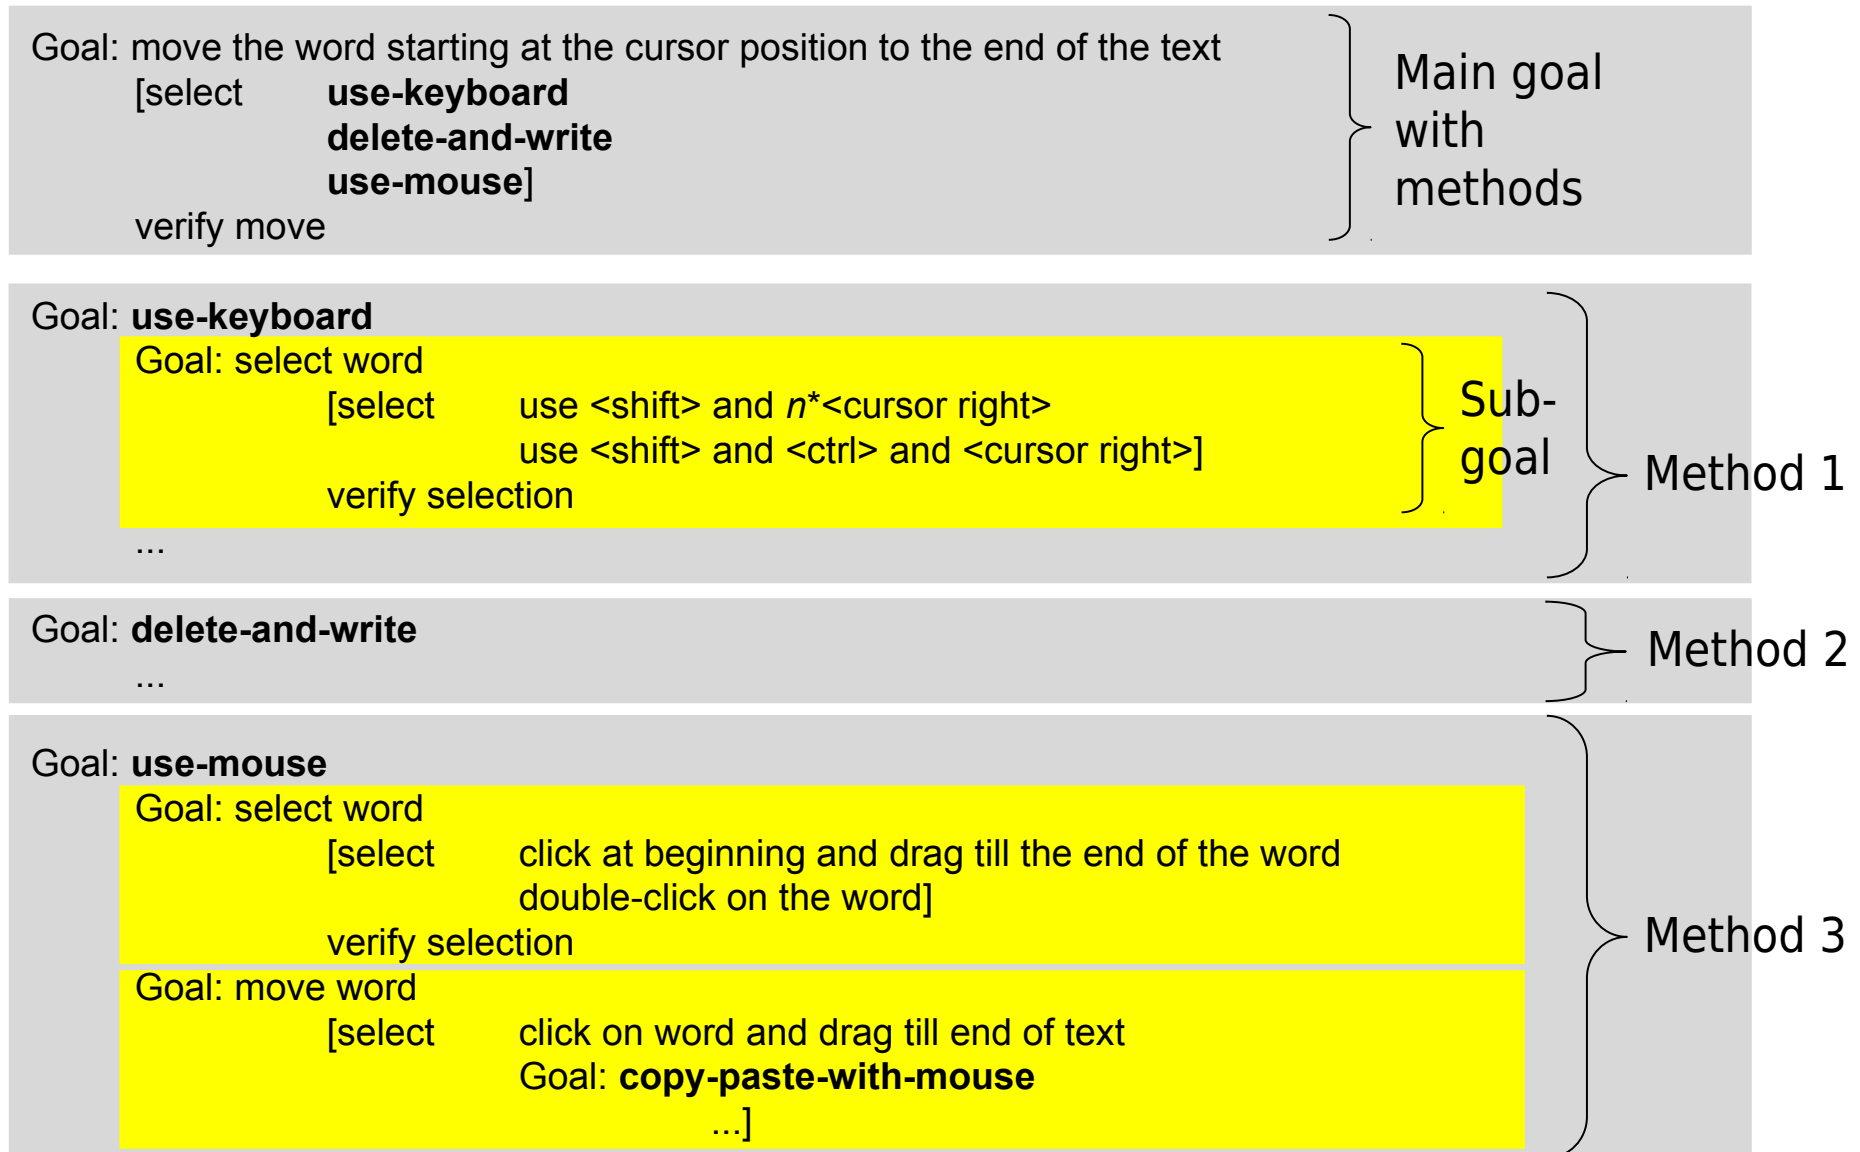 Goal: move the word starting at the cursor position to the end of the text
[select use-keyboard
delete-and-write
use-mouse]
verify move
Main goal
with
methods
Goal: use-keyboard
Goal: select word
[select use <shift> and n*<cursor right>
use <shift> and <ctrl> and <cursor right>]
verify selection
...
Sub-
goal
Method 1
Goal: delete-and-write
...
Method 2
Goal: use-mouse
Goal: select word
[select click at beginning and drag till the end of the word
double-click on the word]
verify selection
Goal: move word
[select click on word and drag till end of text
Goal: copy-paste-with-mouse
...]
Method 3